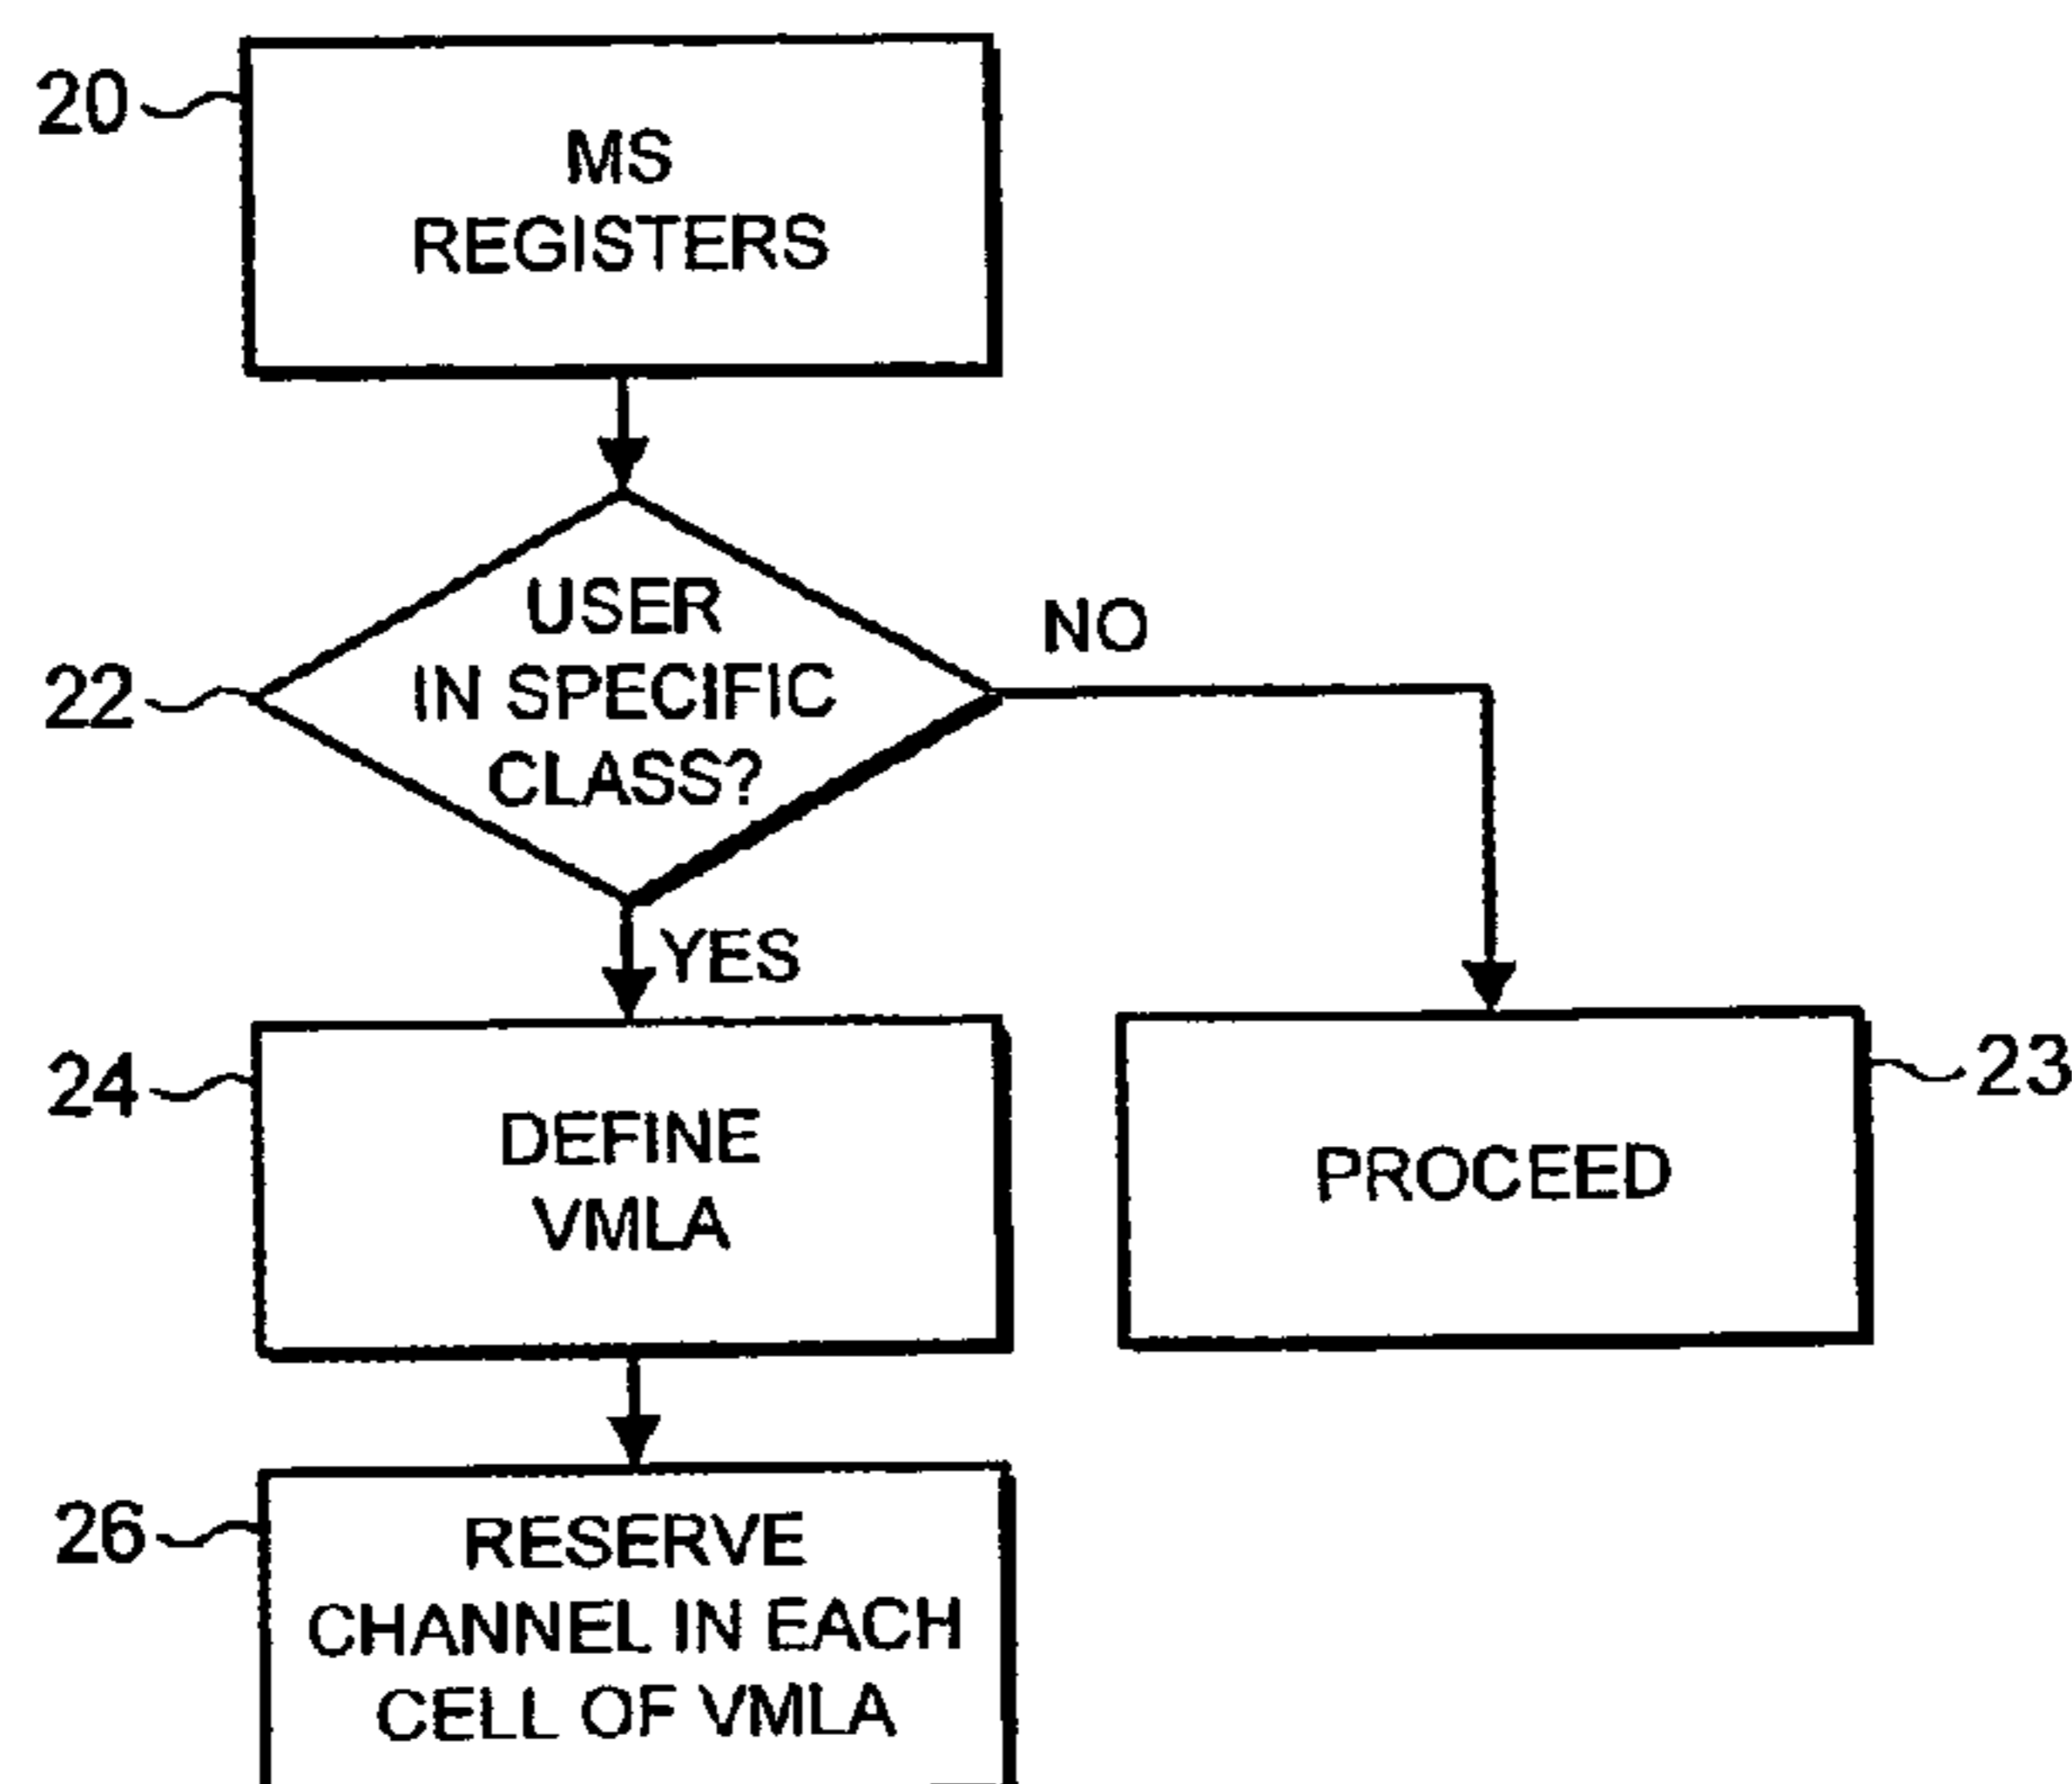 20
MS
REGISTERS
22
USER
IN SPECIFIC
CLASS?
NO
YES
24
DEFINE
VMLA
23
PROCEED
26
RESERVE
CHANNEL IN EACH
CELL OF VMLA